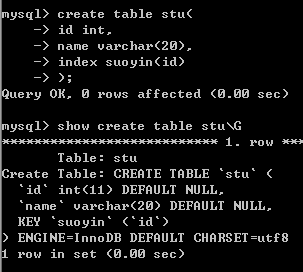 mysql> create table stu(
    -> id int,
    -> name varchar(20),
    -> index suoyin(id)
    -> );
Query OK, 0 rows affected (0.00 sec)
mysql> show create table stu\G
*************************** 1. row ***
       Table: stu
Create Table: CREATE TABLE `stu` (
  `id` int(11) DEFAULT NULL,
  `name` varchar(20) DEFAULT NULL,
  KEY `suoyin` (`id`)
) ENGINE=InnoDB DEFAULT CHARSET=utf8
1 row in set (0.00 sec)